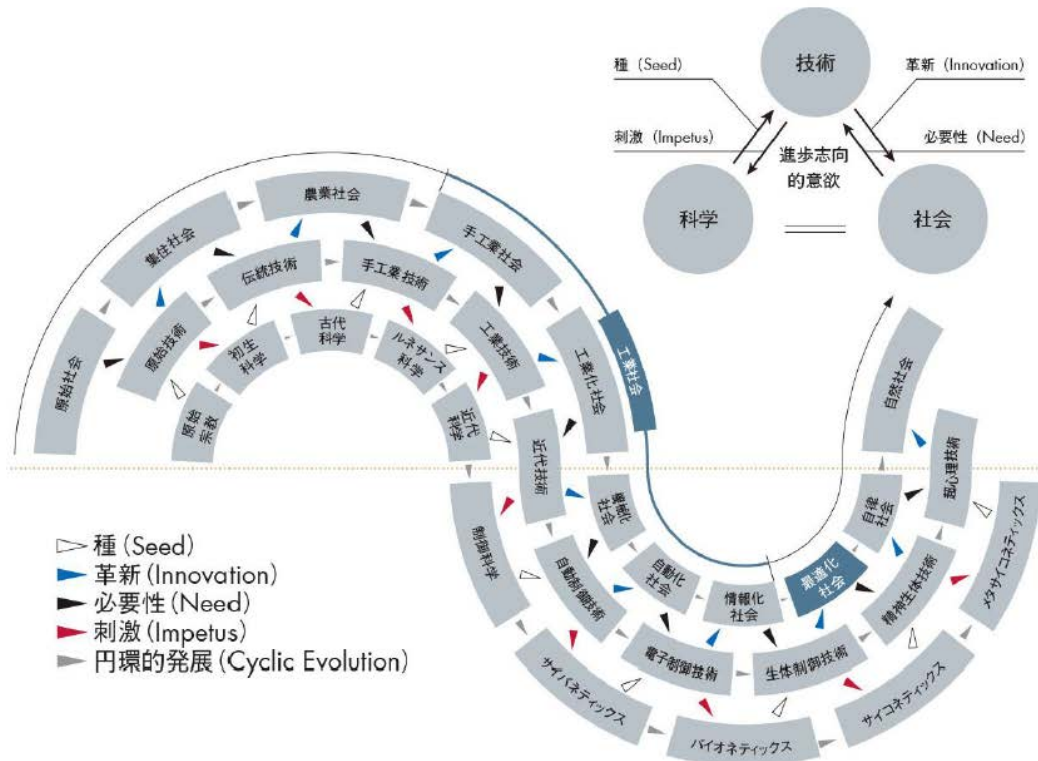 技術
種（Seed）
革新（Innovation）
刺激（Impetus）
必要性（Need）
進歩志向
的意欲
科学
社会
原始社会
集住社会
農業社会
手工業社会
工業化社会
工業社会
原始技術
伝統技術
手工業技術
工業技術
近代技術
原始
宗教
初生
科学
古代
科学
ルネサンス
科学
近代
科学
制御科学
サイバネティックス
バイオネティックス
サイコネティックス
メタサイコネティックス
自動制御技術
電子制御技術
生体制御技術
精神生体技術
超心理技術
機械化
社会
自動化
社会
情報化
社会
最適化
社会
自律
社会
自然社会
種（Seed）
革新（Innovation）
必要性（Need）
刺激（Impetus）
円環的発展（Cyclic Evolution）